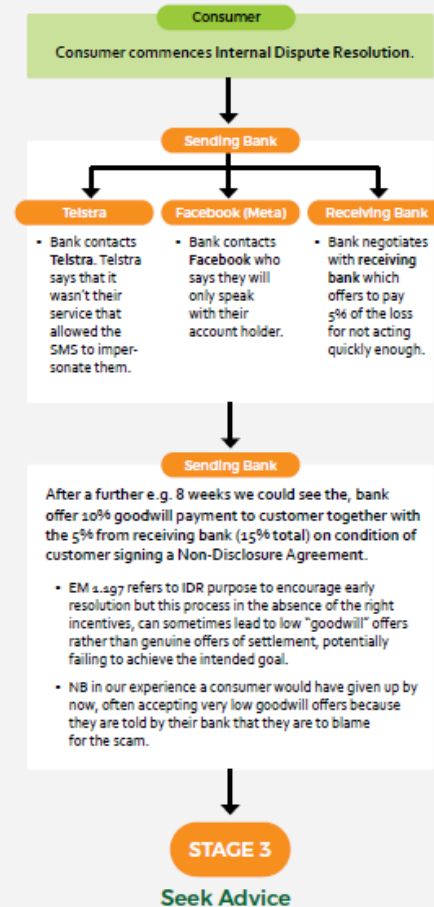 Consumer
Consumer commences Internal Dispute Resolution.
Sending Bank
Telstra
• Bank contacts
Telstra. Telstra
says that it
wasn't their
service that
allowed the
SMS to imper-
sonate them.
Facebook (Meta)
• Bank contacts
Facebook who
says they will
only speak
with their
account holder.
Receiving Bank
• Bank negotiates
with receiving
bank which
offers to pay
5% of the loss
for not acting
quickly enough.
Sending Bank
After a further e.g. 8 weeks we could see the, bank
offer 10% goodwill payment to customer together with
the 5% from receiving bank (15% total) on condition of
customer signing a Non-Disclosure Agreement.
• EM 1.197 refers to IDR purpose to encourage early
resolution but this process in the absence of the right
incentives, can sometimes lead to low "goodwill" offers
rather than genuine offers of settlement, potentially
failing to achieve the intended goal.
• NB in our experience a consumer would have given up by
now, often accepting very low goodwill offers because
they are told by their bank that they are to blame
for the scam.
STAGE 3
Seek Advice